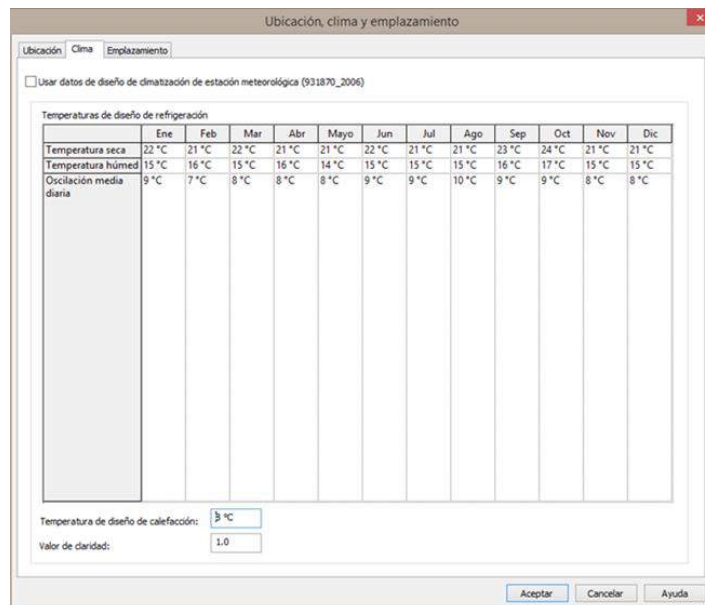 Ubicación, clima y emplazamiento
Ubicación Clima Emplazamiento
Usar datos de diseño de climatización de estación meteorológica (931870_2006)
Temperaturas de diseño de refrigeración
Ene Feb Mar Abr Mayo Jun Jul Ago Sep Oct Nov Dic
Temperatura seca 22 °C 21 °C 22 °C 21 °C 21 °C 22 °C 21 °C 21 °C 23 °C 24 °C 21 °C 21 °C
Temperatura húmed 15 °C 16 °C 15 °C 16 °C 14 °C 15 °C 15 °C 15 °C 16 °C 17 °C 15 °C 15 °C
Oscilación media 9 °C 7 °C 8 °C 8 °C 8 °C 9 °C 9 °C 10 °C 9 °C 9 °C 8 °C 8 °C
diaria
Temperatura de diseño de calefacción: °C
Valor de claridad: 1.0
Aceptar Cancelar Ayuda